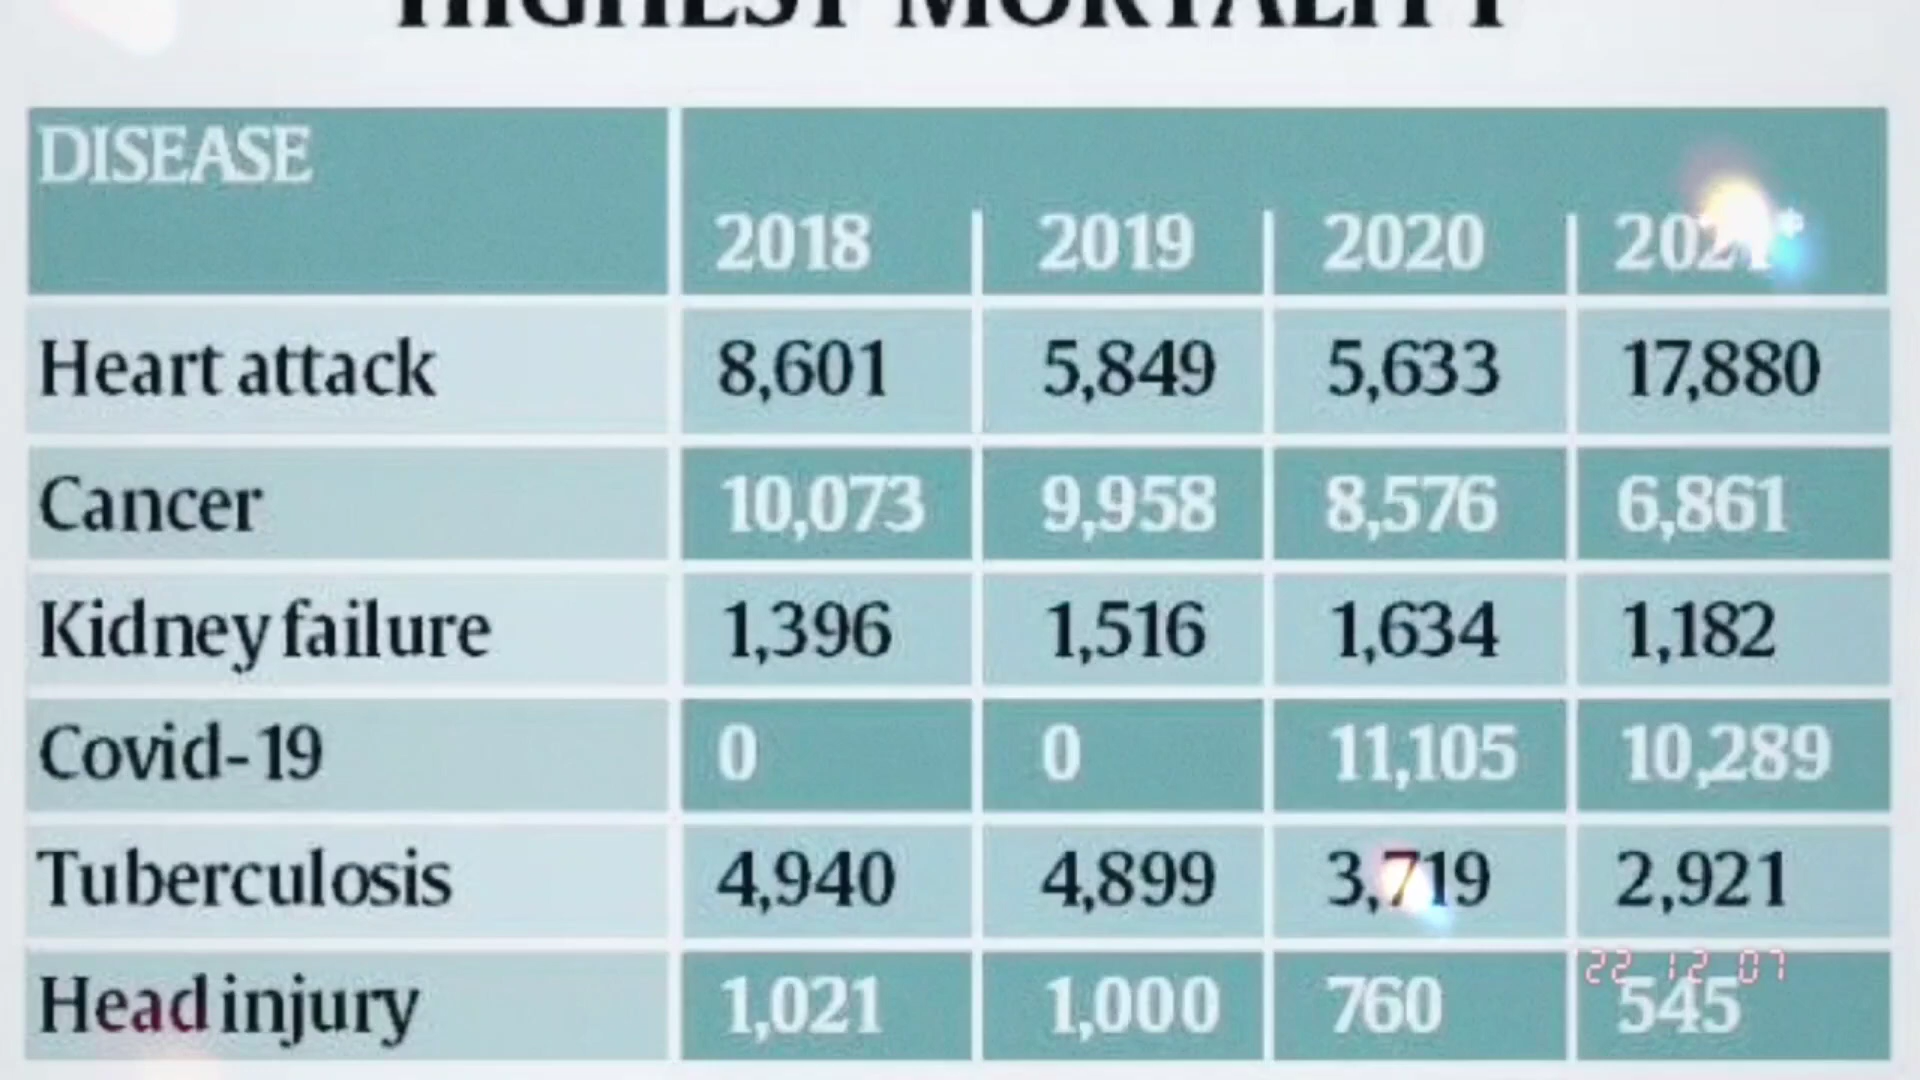 HIGHEST MORTALITY
DISEASE
2018 2019 2020 2021*
Heart attack 8,601 5,849 5,633 17,880
Cancer 10,073 9,958 8,576 6,861
Kidney failure 1,396 1,516 1,634 1,182
Covid-19 0 0 11,105 10,289
Tuberculosis 4,940 4,899 3,719 2,921
22 12 07
Head injury 1,021 1,000 760 545